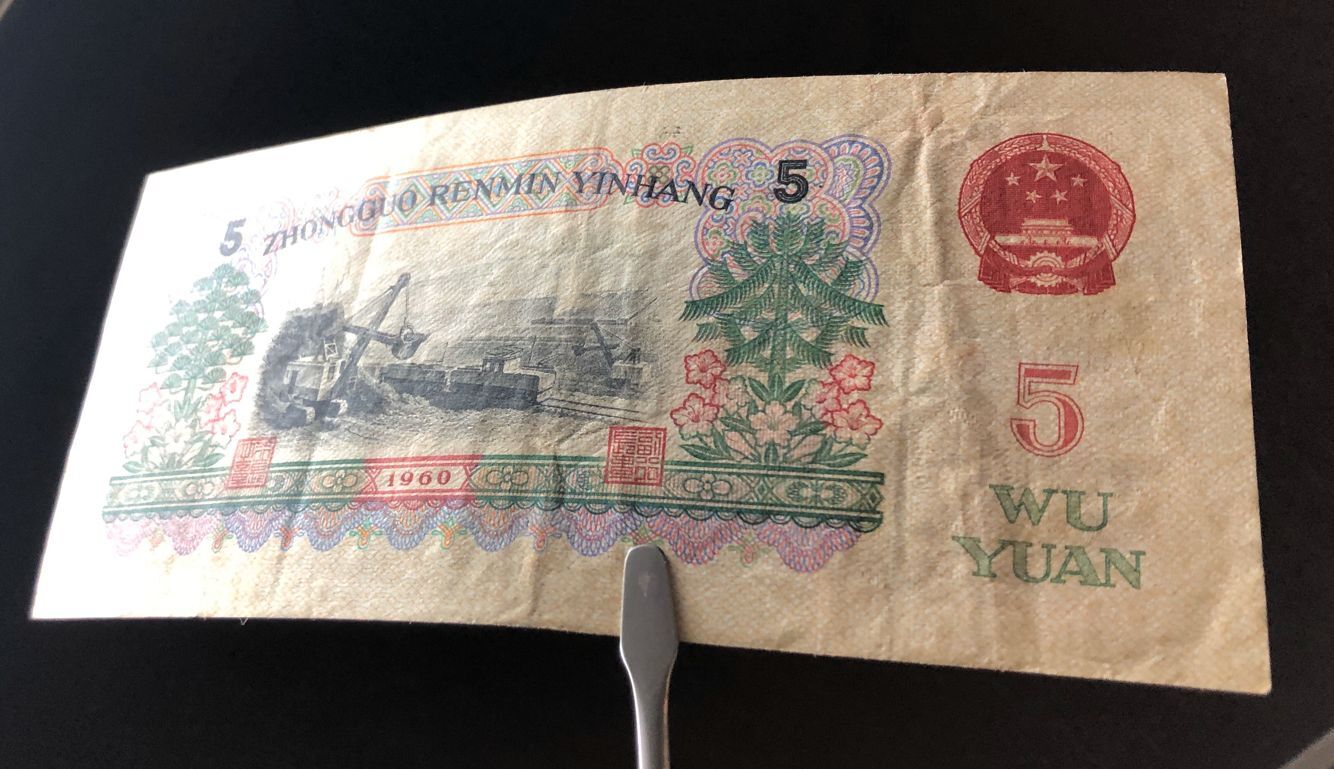 5 ZHONGGUO RENMIN YINHANG 5
1960
5
WU
YUAN